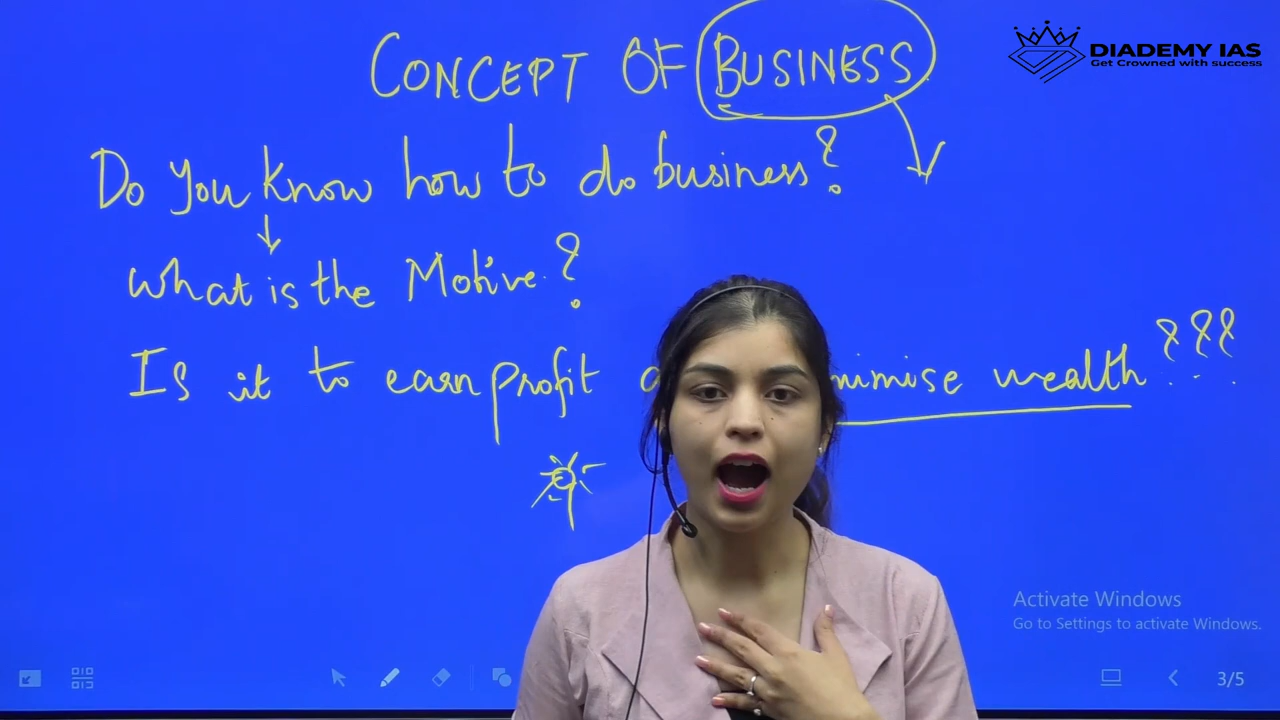 CONCEPT OF BUSINESS
DIADEMY IAS
Get Crowned with success
Do You know how to do business?
What is the Motive?
Is it to earn profit wealth ???
Activate Windows
Go to Settings to activate Windows.
3/5